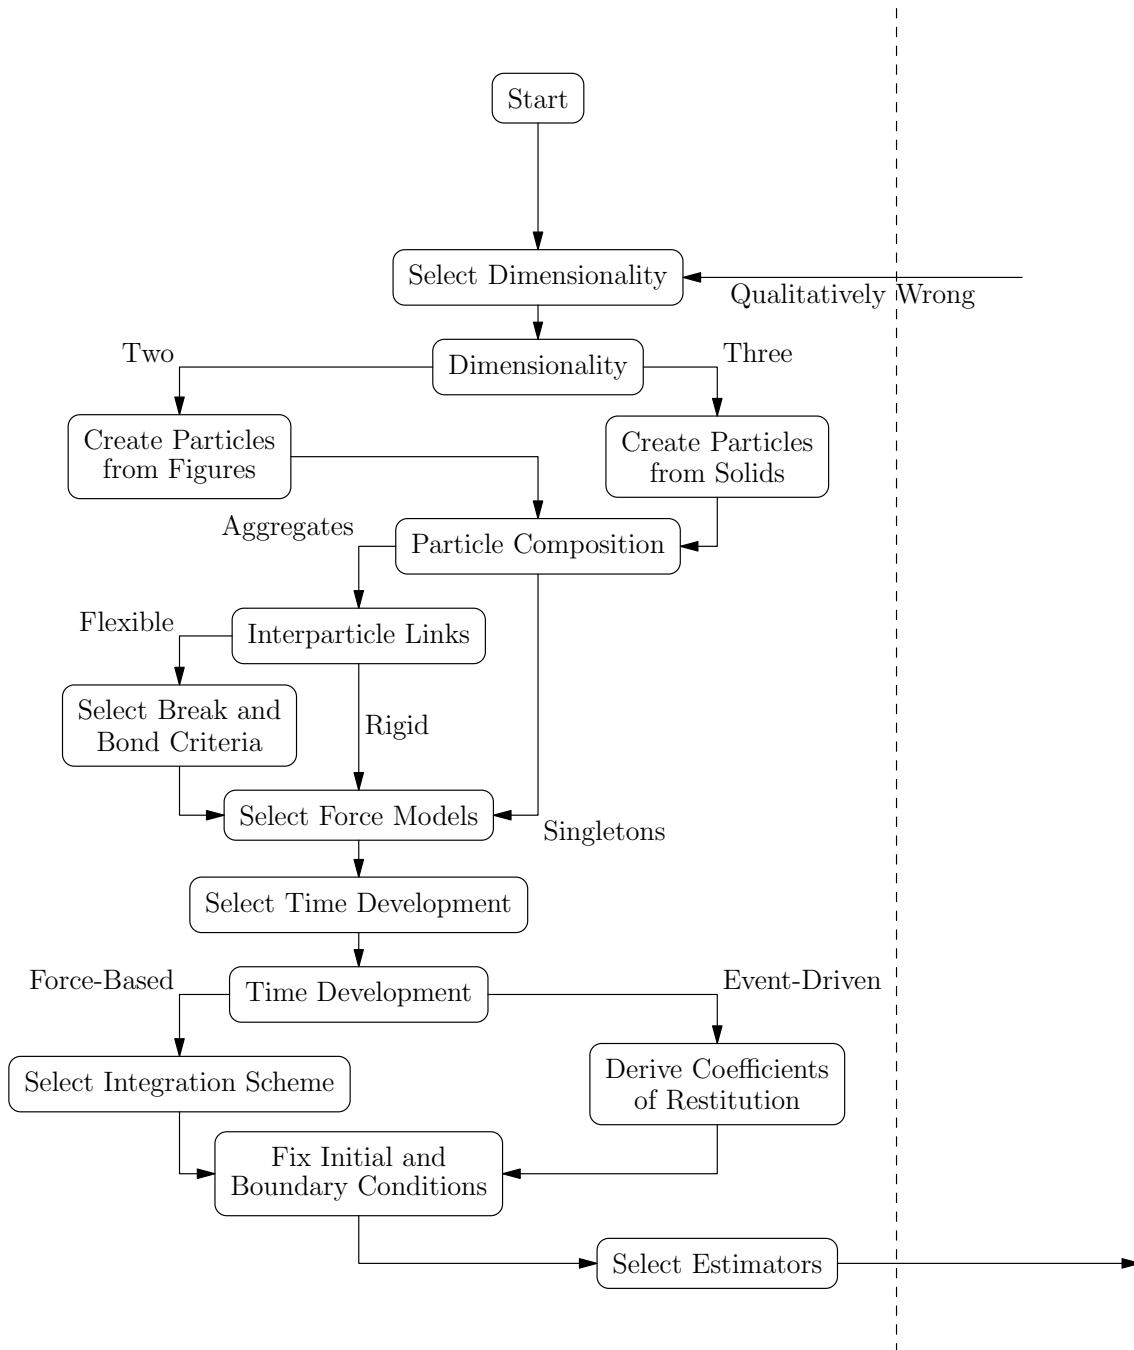 Start
Select Dimensionality
Qualitatively Wrong
Two
Dimensionality
Three
Create Particles
from Figures
Create Particles
from Solids
Aggregates
Particle Composition
Flexible
Interparticle Links
Select Break and
Bond Criteria
Rigid
Select Force Models
Singletons
Select Time Development
Force-Based
Time Development
Event-Driven
Select Integration Scheme
Derive Coefficients
of Restitution
Fix Initial and
Boundary Conditions
Select Estimators